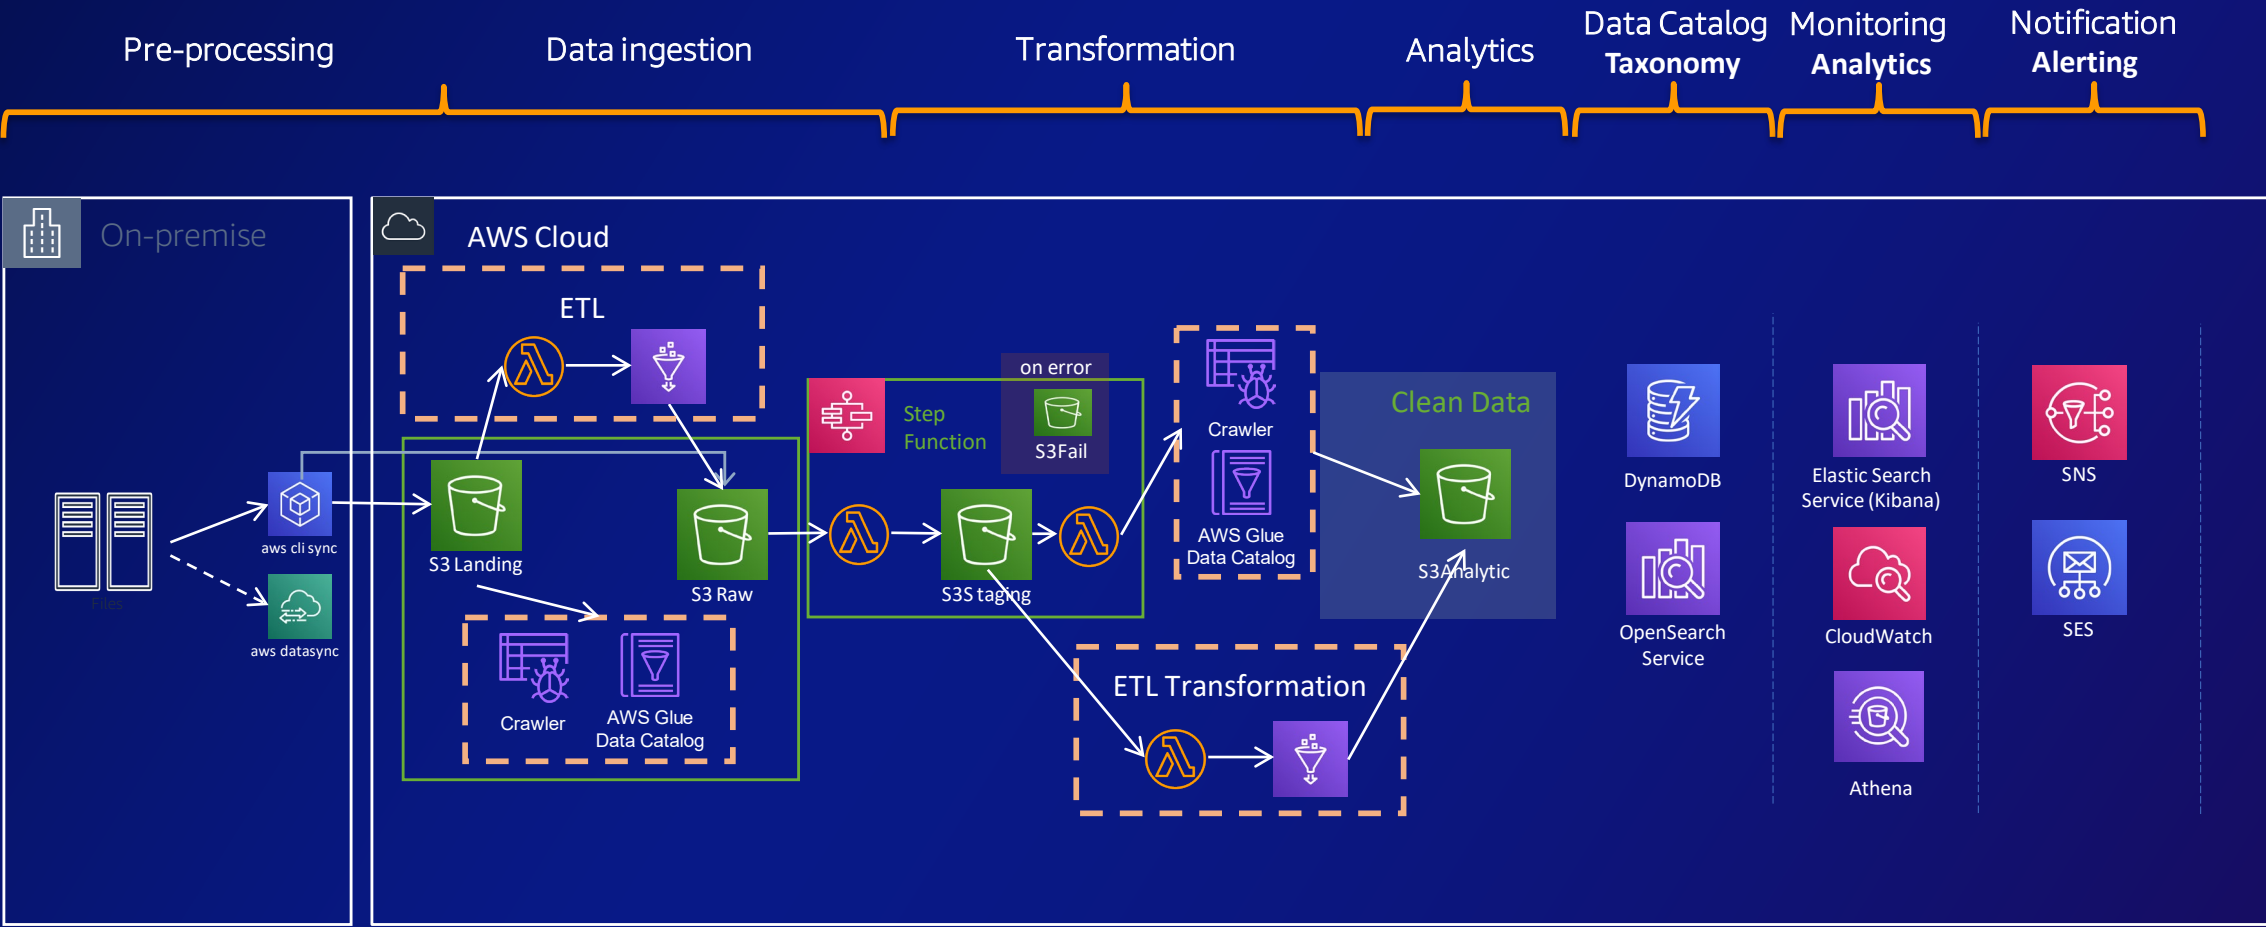 Pre-processing
Data ingestion
Transformation
Analytics
Data Catalog
Taxonomy
Monitoring
Analytics
Notification
Alerting
On-premise
AWS Cloud
ETL
on error
S3Fail
Step
Function
Crawler
AWS Glue
Data Catalog
Clean Data
S3Analytic
Files
aws cli sync
aws datasync
S3 Landing
S3 Raw
S3S taging
Crawler
AWS Glue
Data Catalog
ETL Transformation
DynamoDB
OpenSearch
Service
Elastic Search
Service (Kibana)
CloudWatch
Athena
SNS
SES